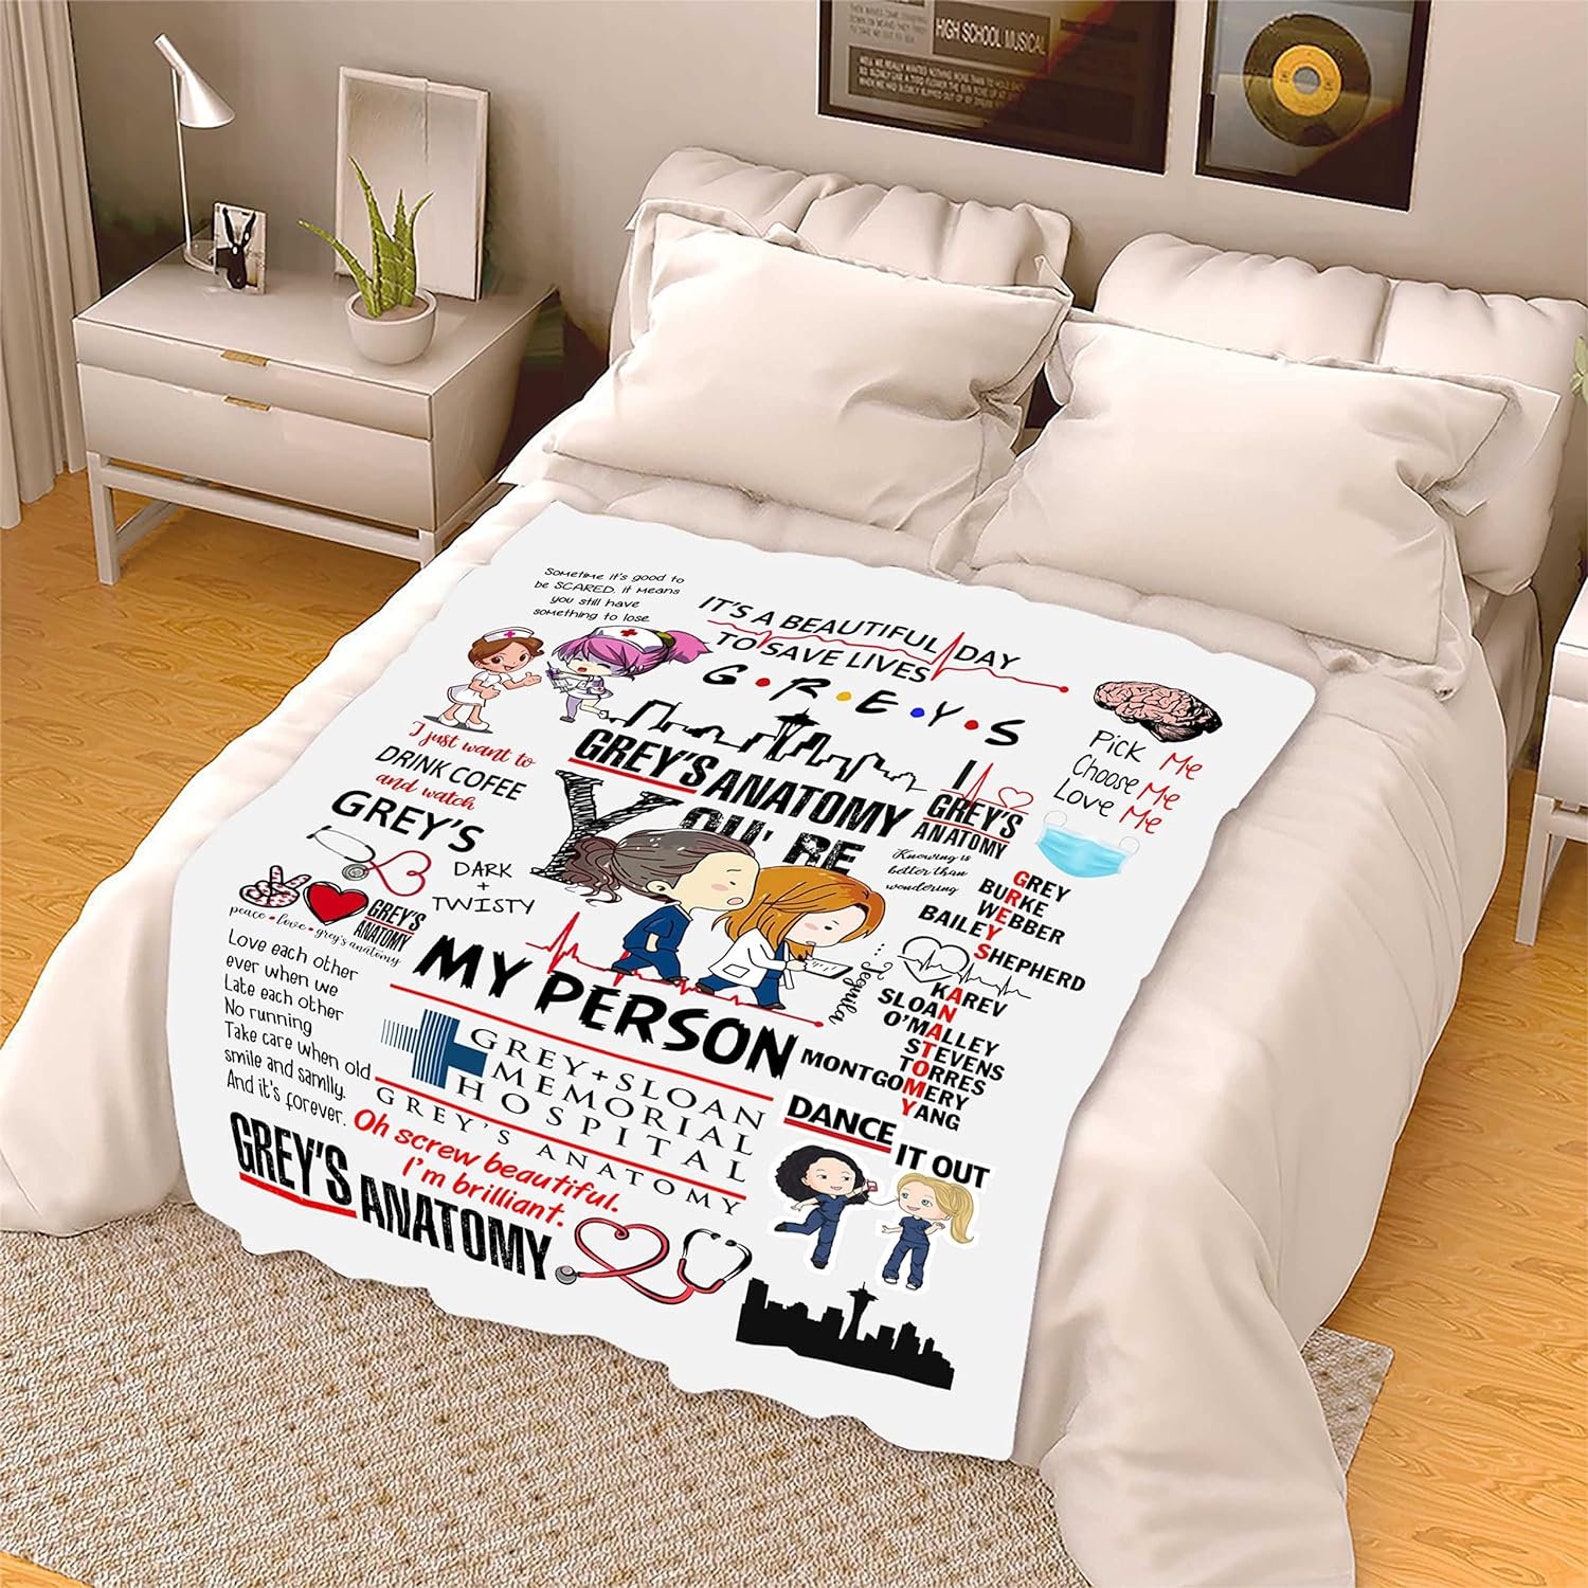 HIGH SCHOOL MUSICAL
Sometime it's good to
be SCARED. it means
you still have
something to lose
IT'S A BEAUTIFUL DAY
TO SAVE LIVES
G•R•E•Y•S
GREY'S ANATOMY
I
GREY'S
ANATOMY
Pick Me
Choose Me
Love Me
I just want to
DRINK COFEE
and watch
GREY'S
DARK
+
TWISTY
peace • love • grey's anatomy
GREY'S
ANATOMY
YOU'RE
MY PERSON
Knowing is
better than
wondering
... Tequila
GREY
BURKE
WEBBER
BAILEY
SHEPHERD
KAREV
SLOAN
O'MALLEY
STEVENS
TORRES
MONTGOMERY
YANG
Love each other
ever when we
Late each other
No running
Take care when old
smile and samlly.
And it's forever.
GREY+SLOAN
MEMORIAL
HOSPITAL
GREY'S ANATOMY
Oh screw beautiful.
I'm brilliant.
GREY'S ANATOMY
DANCE IT OUT